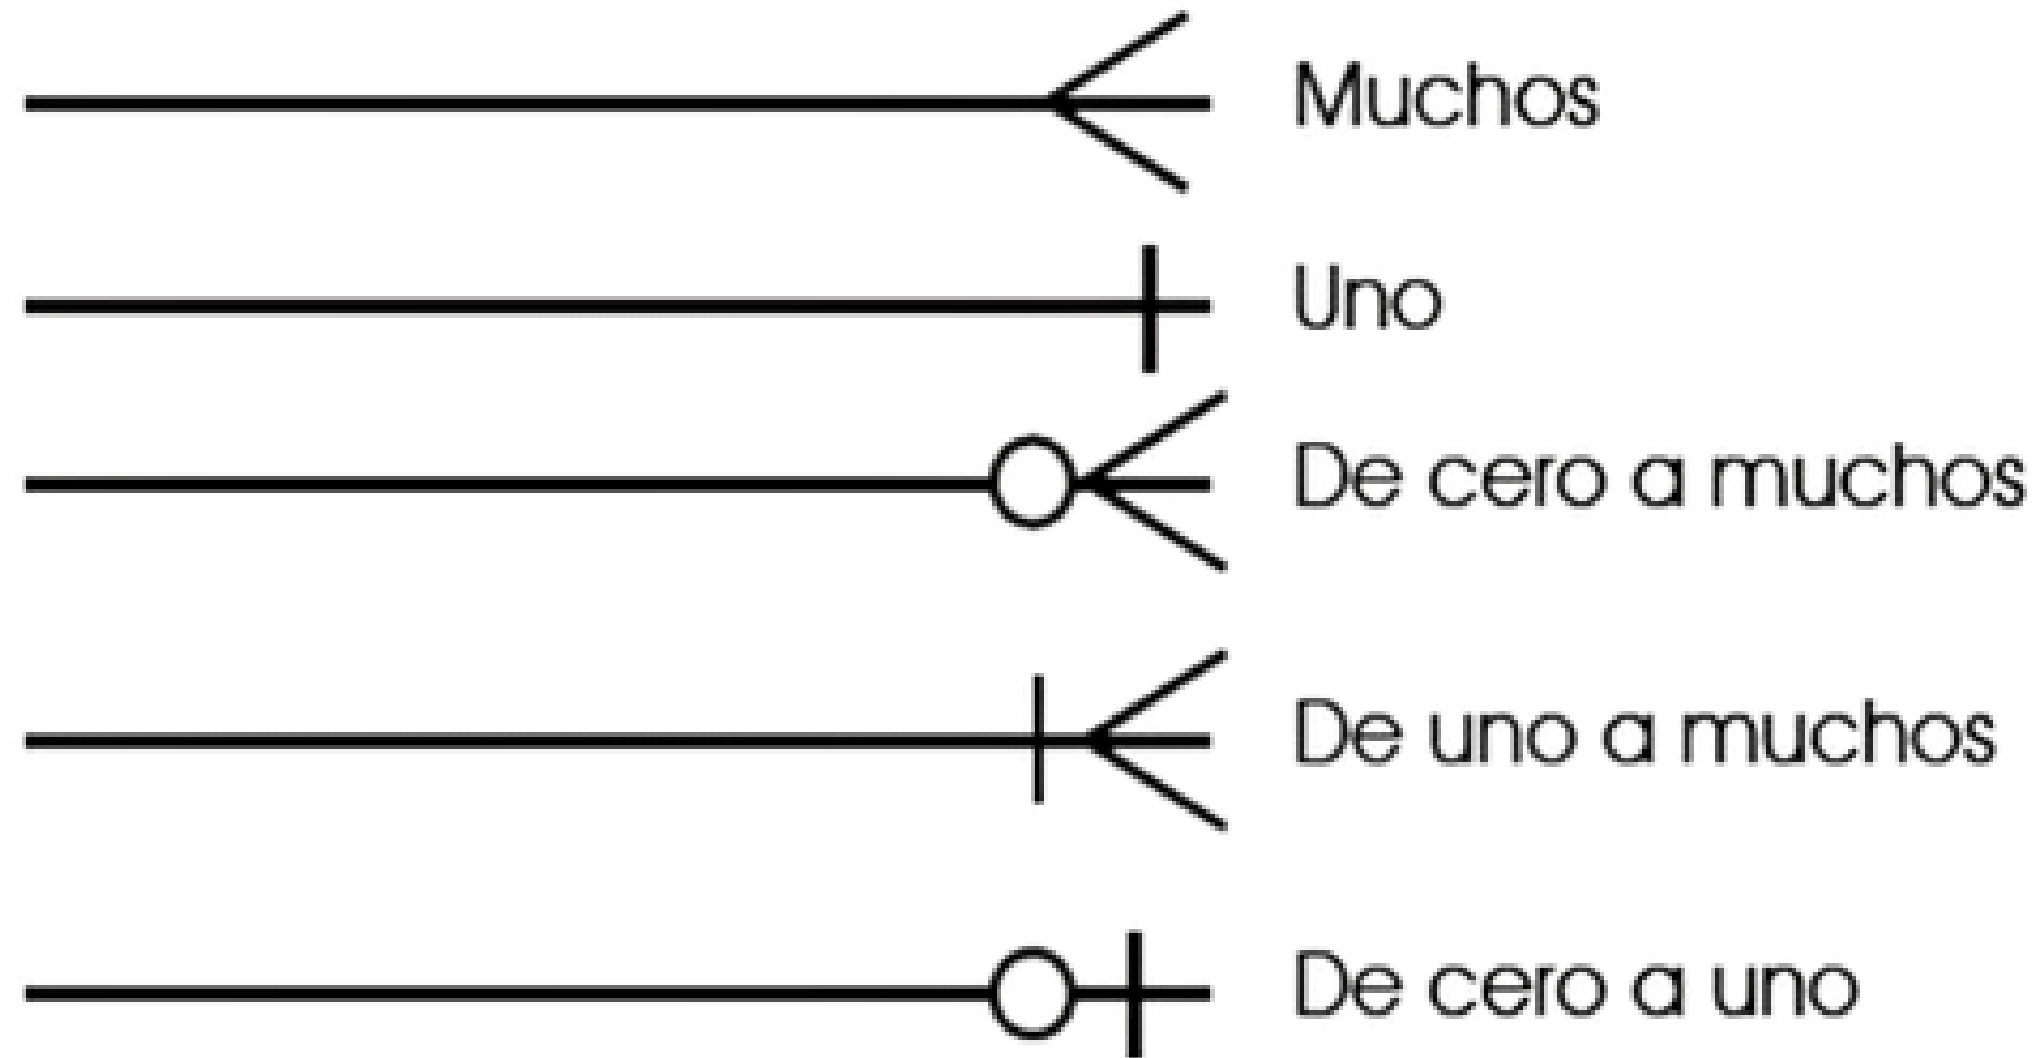 Muchos
Uno
De cero a muchos
De uno a muchos
De cero a uno